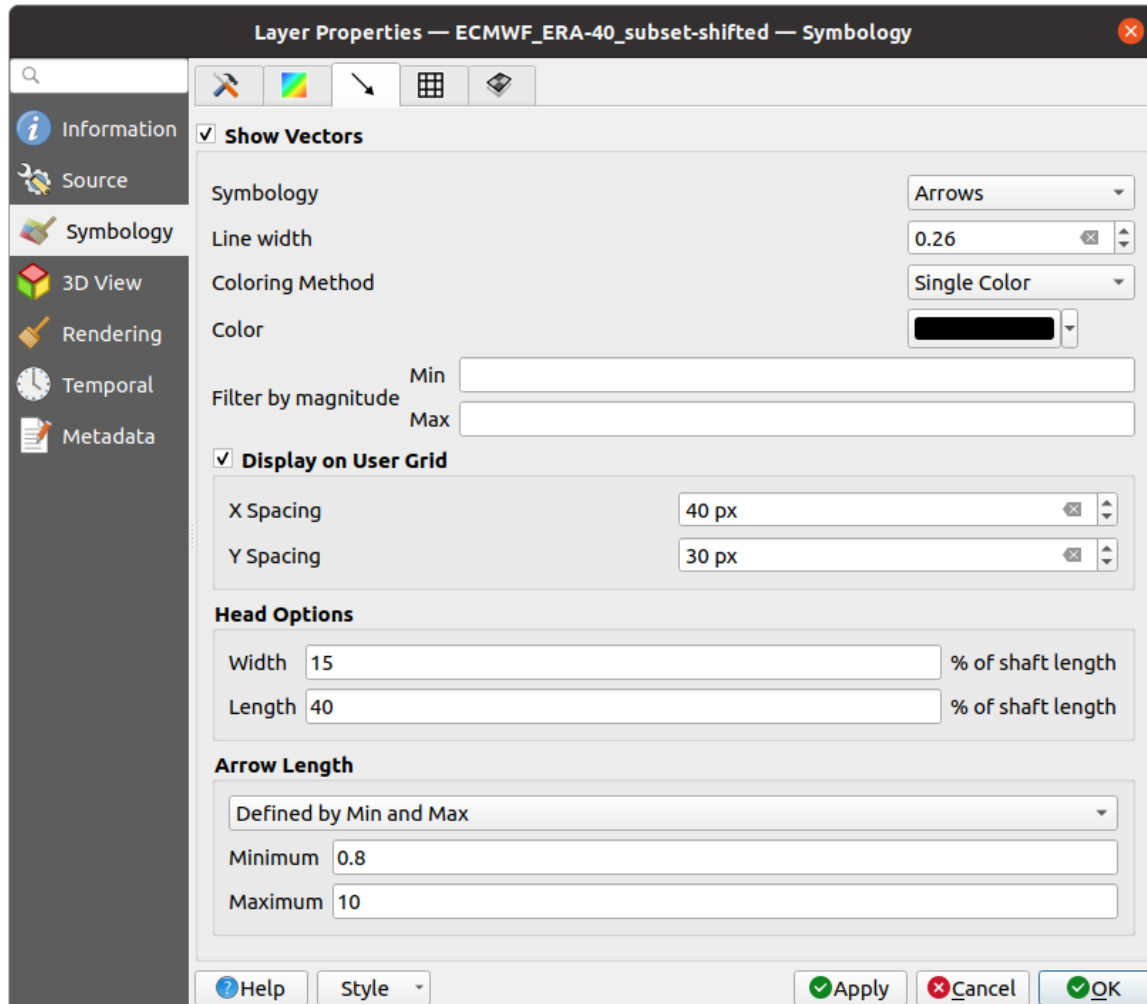 Layer Properties — ECMWF_ERA-40_subset-shifted — Symbology
Information
Source
Symbology
3D View
Rendering
Temporal
Metadata
Show Vectors
Symbology Arrows
Line width 0.26
Coloring Method Single Color
Color
Filter by magnitude
Min
Max
Display on User Grid
X Spacing 40 px
Y Spacing 30 px
Head Options
Width 15 % of shaft length
Length 40 % of shaft length
Arrow Length
Defined by Min and Max
Minimum 0.8
Maximum 10
Help Style Apply Cancel OK